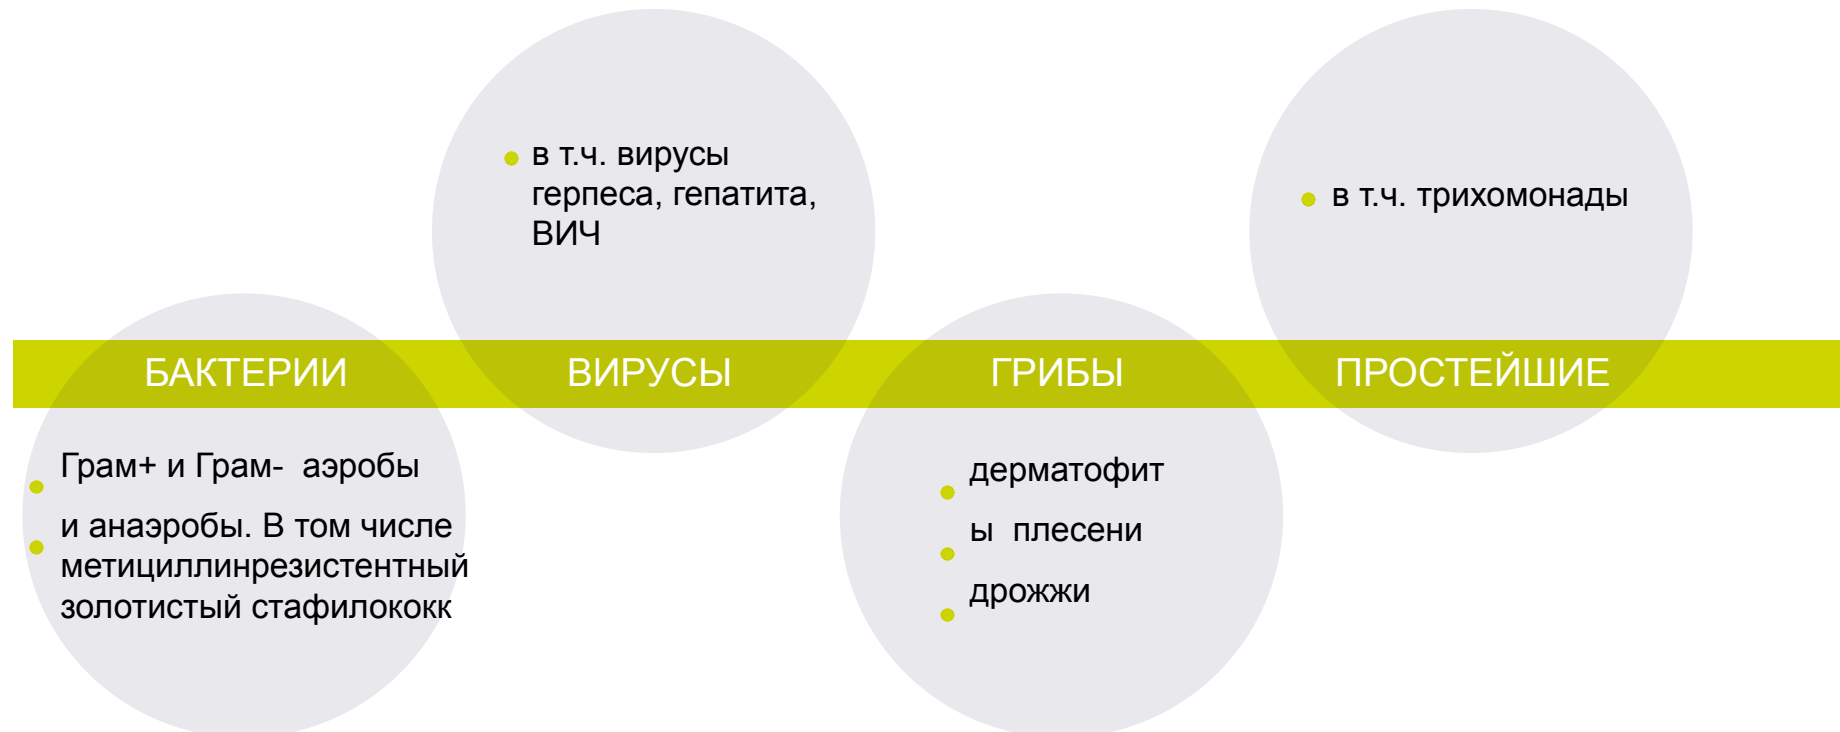 в т.ч. вирусы
герпеса, гепатита,
ВИЧ
в т.ч. трихомонады
БАКТЕРИИ
ВИРУСЫ
ГРИБЫ
ПРОСТЕЙШИЕ
Грам+ и Грам- аэробы
и анаэробы. В том числе
метициллинрезистентный
золотистый стафилококк
дерматофит
ы плесени
дрожжи